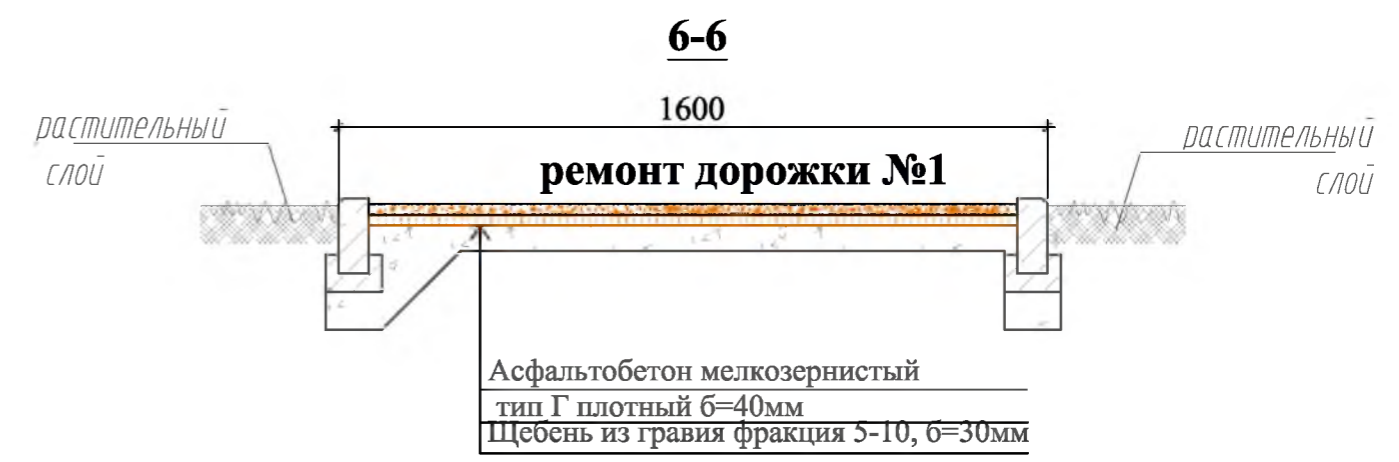 6-6
1600
растительный
слой
растительный
слой
ремонт дорожки №1
Асфальтобетон мелкозернистый
тип Г плотный б=40мм
Щебень из гравия фракция 5-10, б=30мм